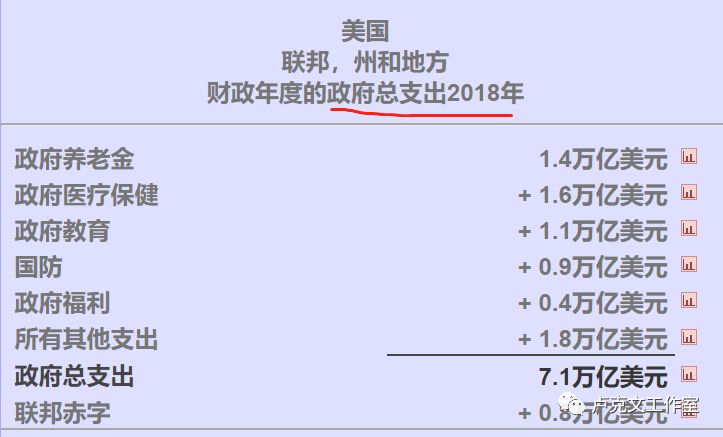 美国
联邦，州和地方
财政年度的政府总支出2018年
政府养老金 1.4万亿美元
政府医疗保健 + 1.6万亿美元
政府教育 + 1.1万亿美元
国防 + 0.9万亿美元
政府福利 + 0.4万亿美元
所有其他支出 + 1.8万亿美元
政府总支出 7.1万亿美元
联邦赤字 + 0.8万亿美元
卢克文工作室